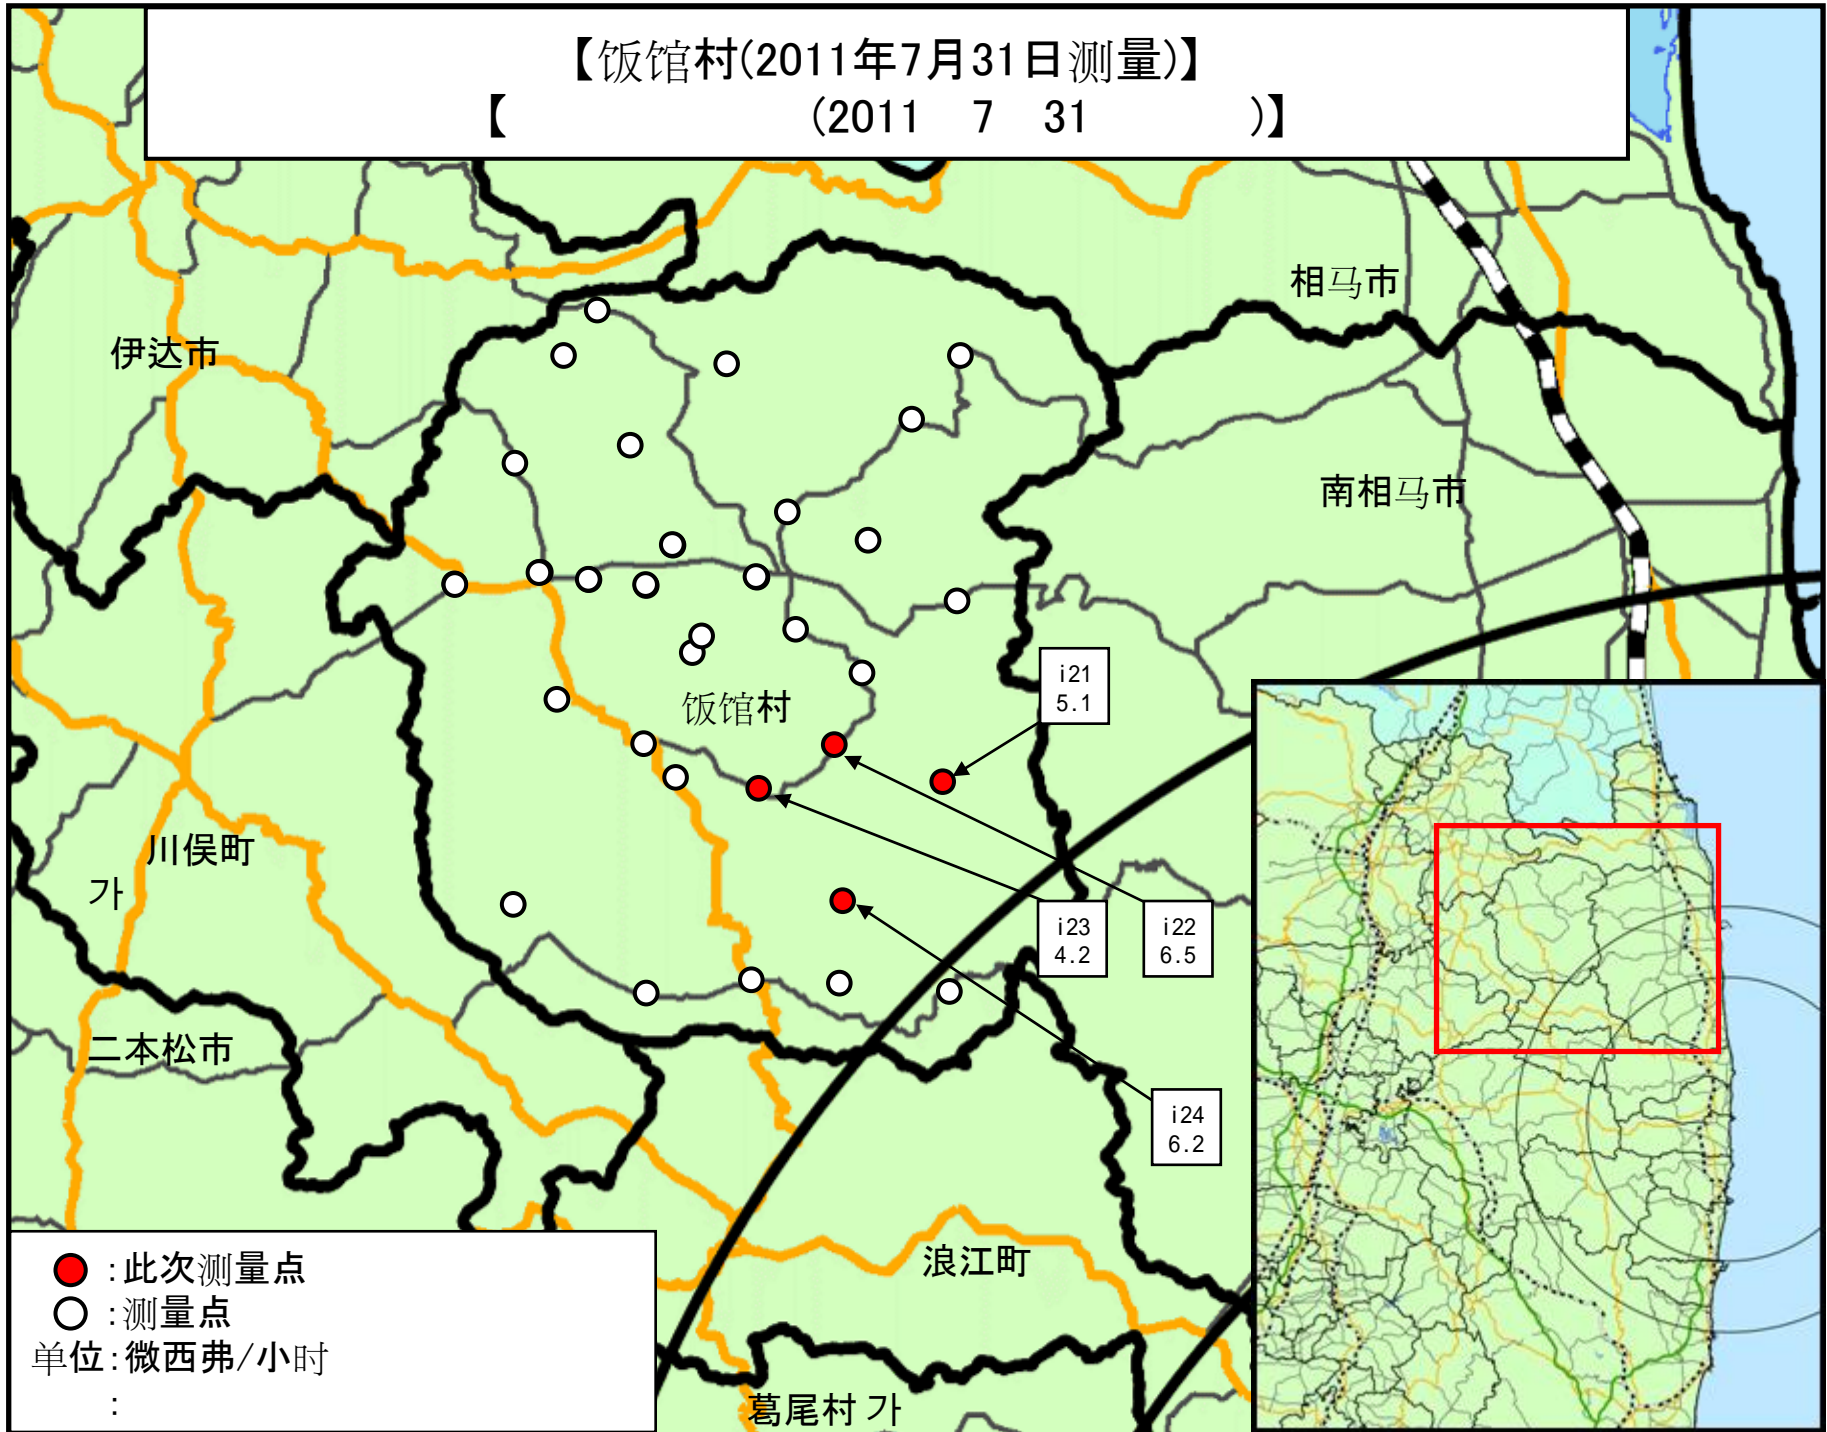 【饭馆村(2011年7月31日测量)】
【 (2011 7 31 )】
相马市
伊达市
南相马市
i21
5.1
饭馆村
川俣町
가
i23
4.2
i22
6.5
二本松市
i24
6.2
浪江町
:此次测量点
:测量点
单位:微西弗/小时
:
葛尾村 가